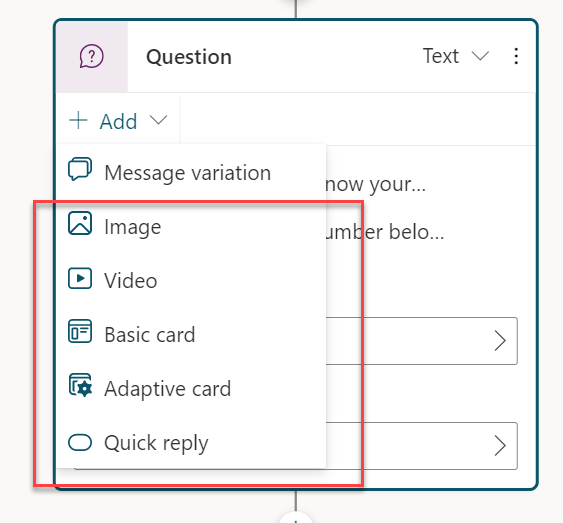 Question
Text
Add
Message variation
now your...
Image
umber belo...
Video
Basic card
Adaptive card
Quick reply